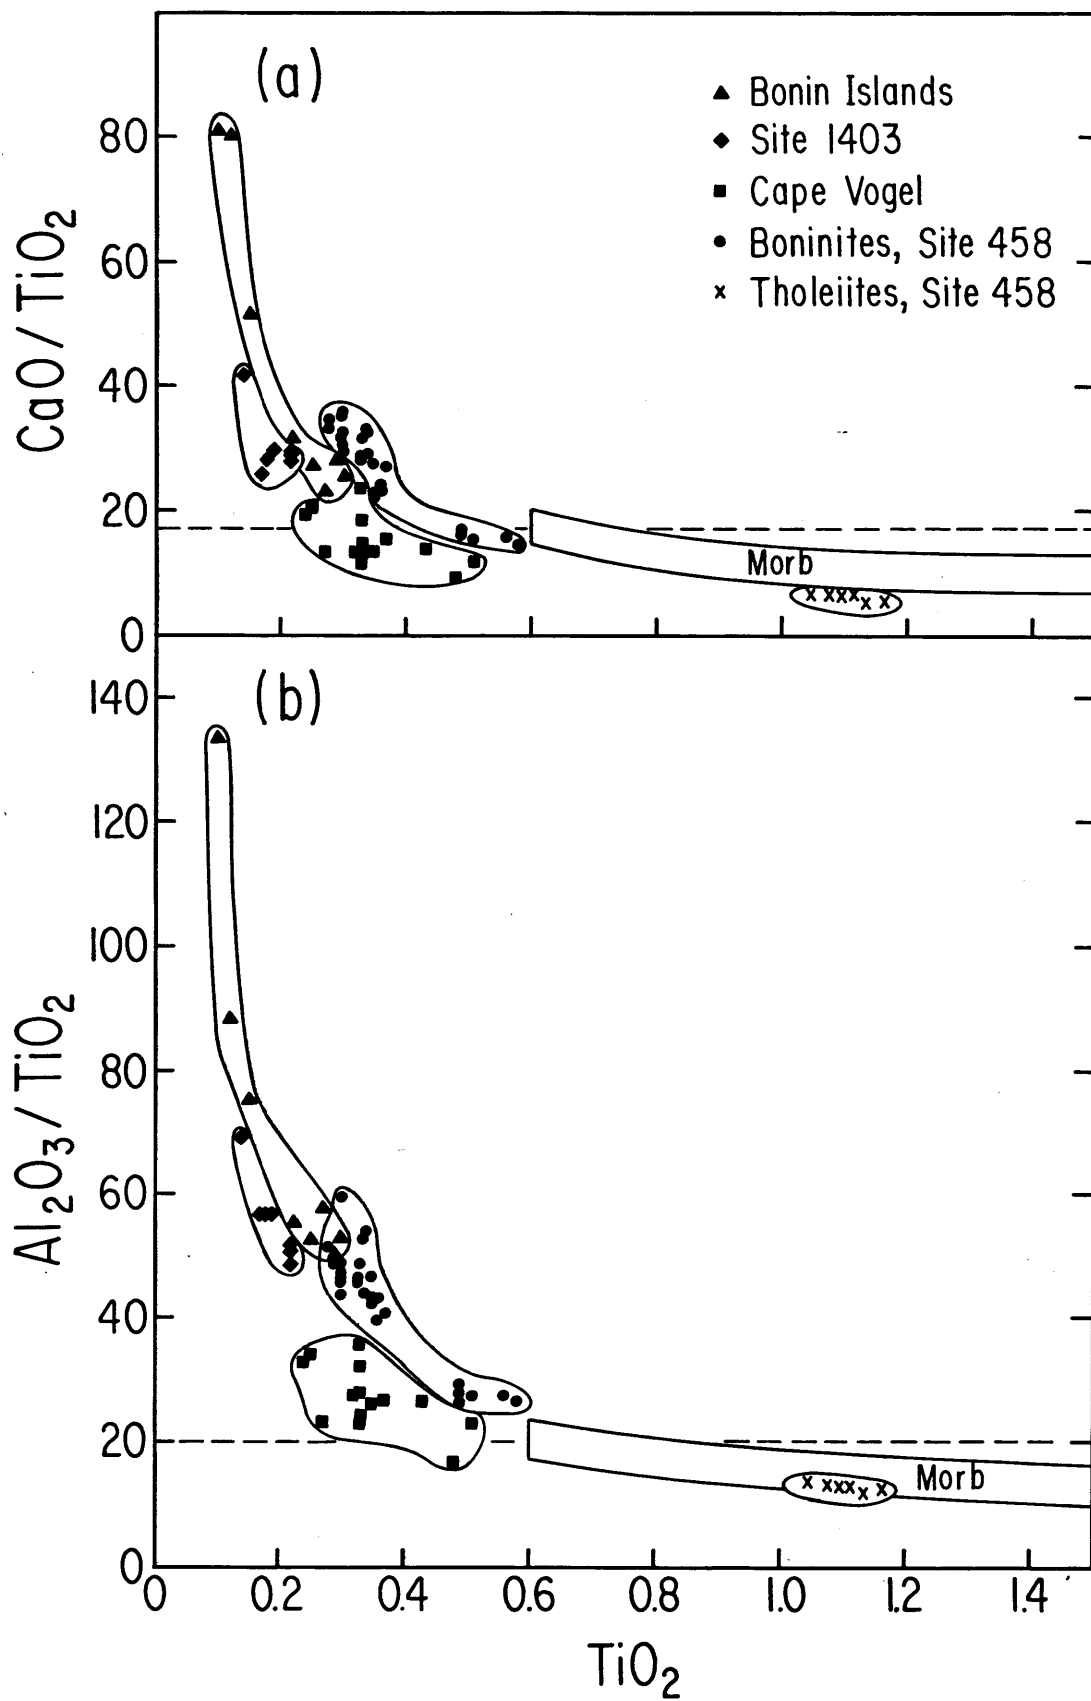 (a)
▲ Bonin Islands
◆ Site 1403
■ Cape Vogel
● Boninites, Site 458
x Tholeiites, Site 458
CaO/TiO₂
80
60
40
20
0
Morb
(b)
Al₂O₃/TiO₂
140
120
100
80
60
40
20
0
Morb
0 0.2 0.4 0.6 0.8 1.0 1.2 1.4
TiO₂